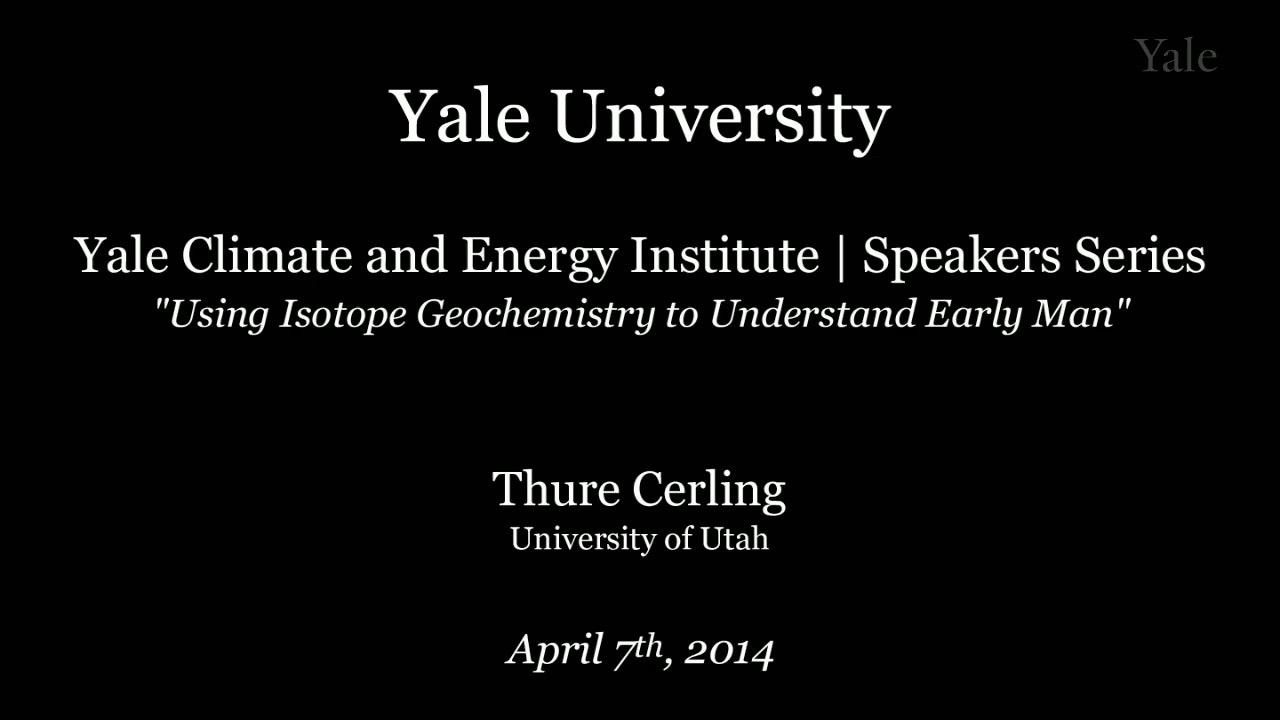 Yale
Yale University
Yale Climate and Energy Institute | Speakers Series
"Using Isotope Geochemistry to Understand Early Man"
Thure Cerling
University of Utah
April 7th, 2014